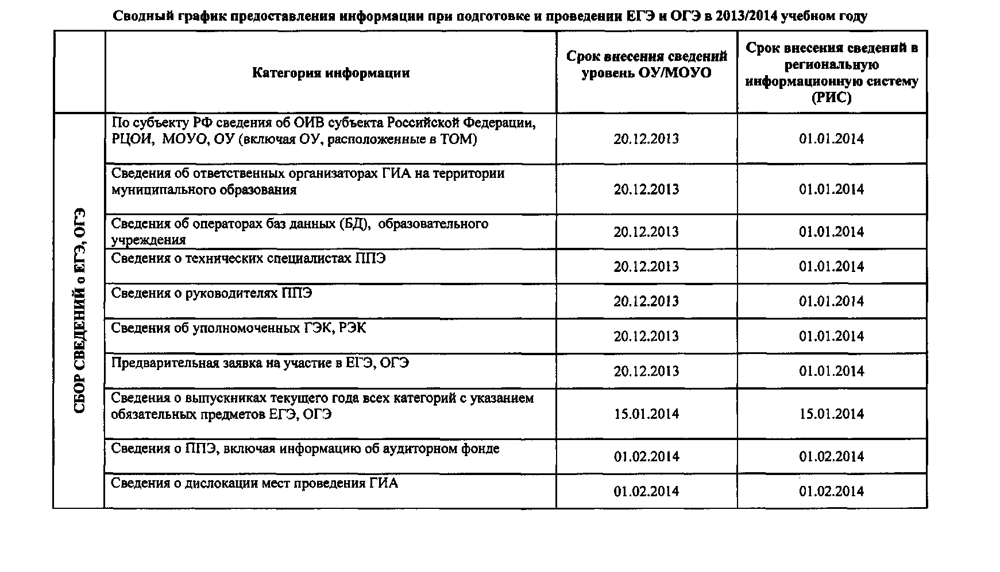 Сводный график предоставления информации при подготовке и проведении ЕГЭ и ОГЭ в 2013/2014 учебном году
Категория информации
Срок внесения сведений
уровень ОУ/МОУО
Срок внесения сведений в
региональную
информационную систему
(РИС)
СБОР СВЕДЕНИЙ о ЕГЭ, ОГЭ
По субъекту РФ сведения об ОИВ субъекта Российской Федерации,
РЦОИ, МОУО, ОУ (включая ОУ, расположенные в ТОМ)
20.12.2013
01.01.2014
Сведения об ответственных организаторах ГИА на территории
муниципального образования
20.12.2013
01.01.2014
Сведения об операторах баз данных (БД), образовательного
учреждения
20.12.2013
01.01.2014
Сведения о технических специалистах ППЭ
20.12.2013
01.01.2014
Сведения о руководителях ППЭ
20.12.2013
01.01.2014
Сведения об уполномоченных ГЭК, РЭК
20.12.2013
01.01.2014
Предварительная заявка на участие в ЕГЭ, ОГЭ
20.12.2013
01.01.2014
Сведения о выпускниках текущего года всех категорий с указанием
обязательных предметов ЕГЭ, ОГЭ
15.01.2014
15.01.2014
Сведения о ППЭ, включая информацию об аудиторном фонде
01.02.2014
01.02.2014
Сведения о дислокации мест проведения ГИА
01.02.2014
01.02.2014